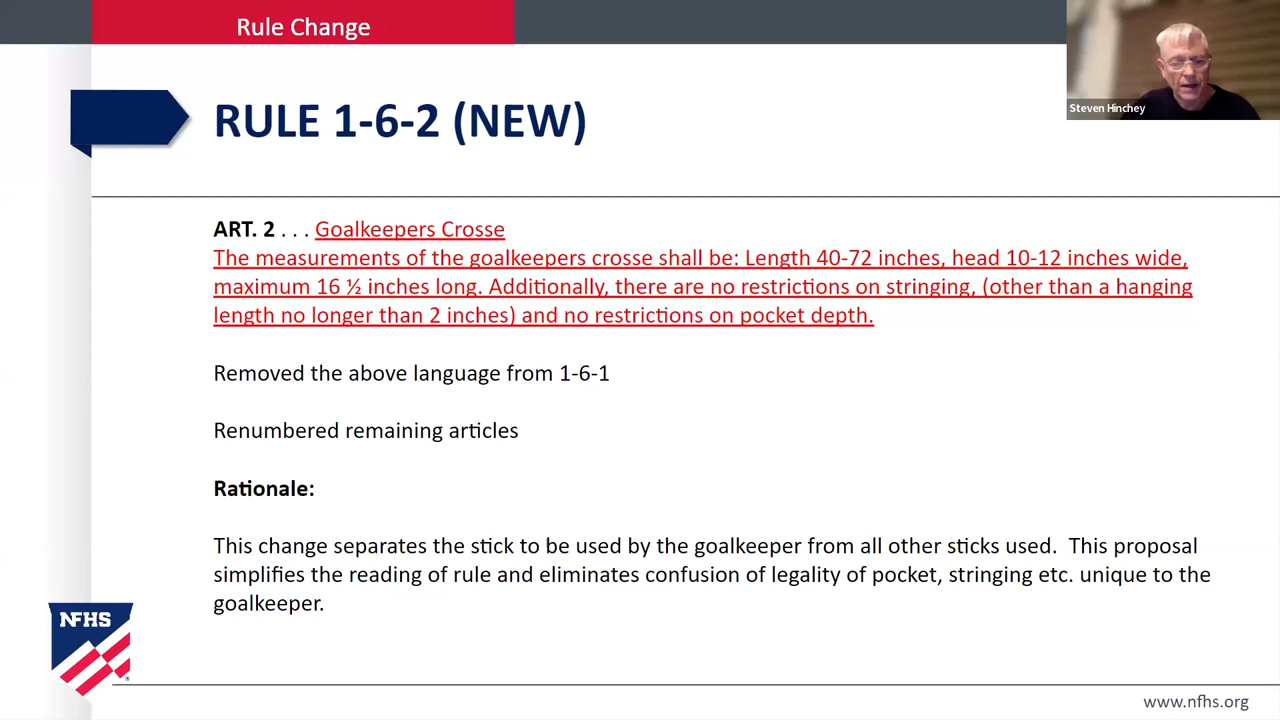 Rule Change
Steven Hinchey
RULE 1-6-2 (NEW)
ART. 2 . . . Goalkeepers Crosse
The measurements of the goalkeepers crosse shall be: Length 40-72 inches, head 10-12 inches wide,
maximum 16 ½ inches long. Additionally, there are no restrictions on stringing, (other than a hanging
length no longer than 2 inches) and no restrictions on pocket depth.
Removed the above language from 1-6-1
Renumbered remaining articles
Rationale:
This change separates the stick to be used by the goalkeeper from all other sticks used.  This proposal
simplifies the reading of rule and eliminates confusion of legality of pocket, stringing etc. unique to the
goalkeeper.
NFHS
®
www.nfhs.org